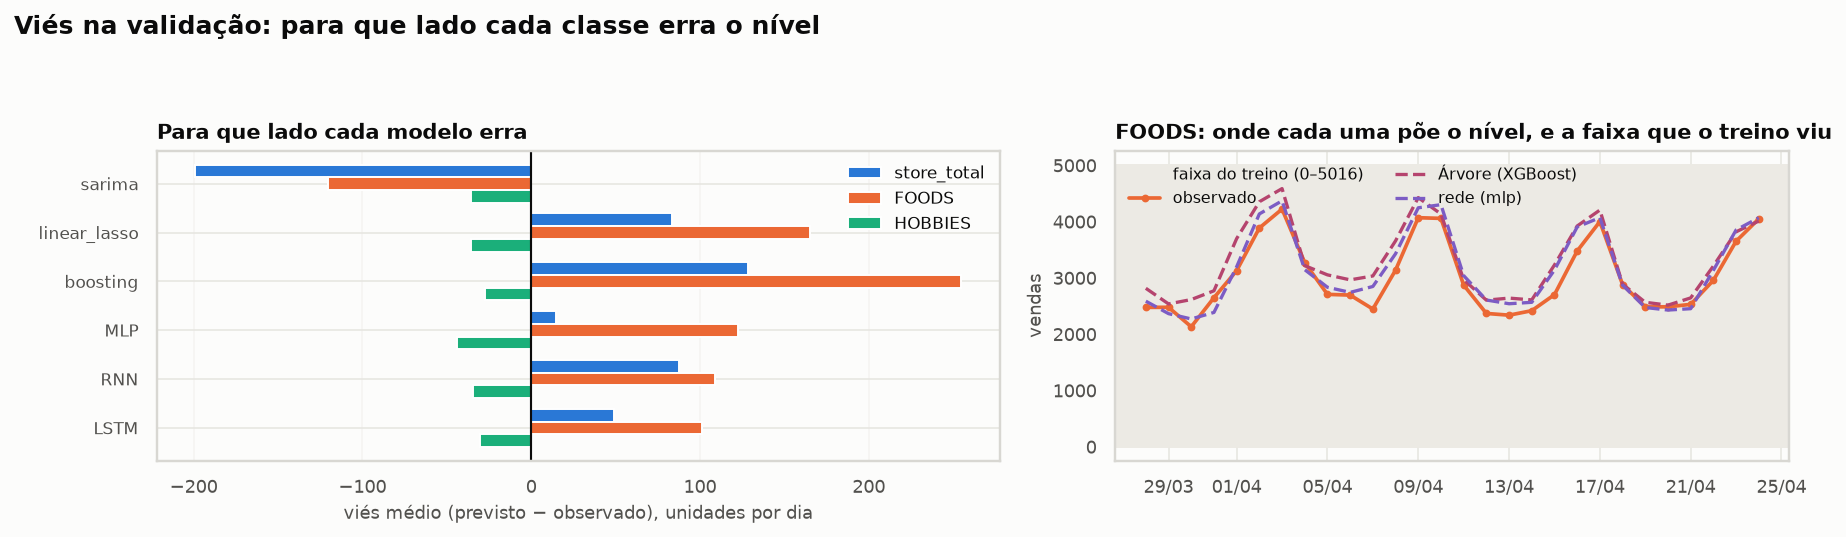 Viés na validação: para que lado cada classe erra o nível
Para que lado cada modelo erra
sarima
linear_lasso
boosting
MLP
RNN
LSTM
store_total
FOODS
HOBBIES
−200
−100
0
100
200
viés médio (previsto − observado), unidades por dia
FOODS: onde cada uma põe o nível, e a faixa que o treino viu
faixa do treino (0–5016)
observado
Árvore (XGBoost)
rede (mlp)
vendas
5000
4000
3000
2000
1000
0
29/03
01/04
05/04
09/04
13/04
17/04
21/04
25/04